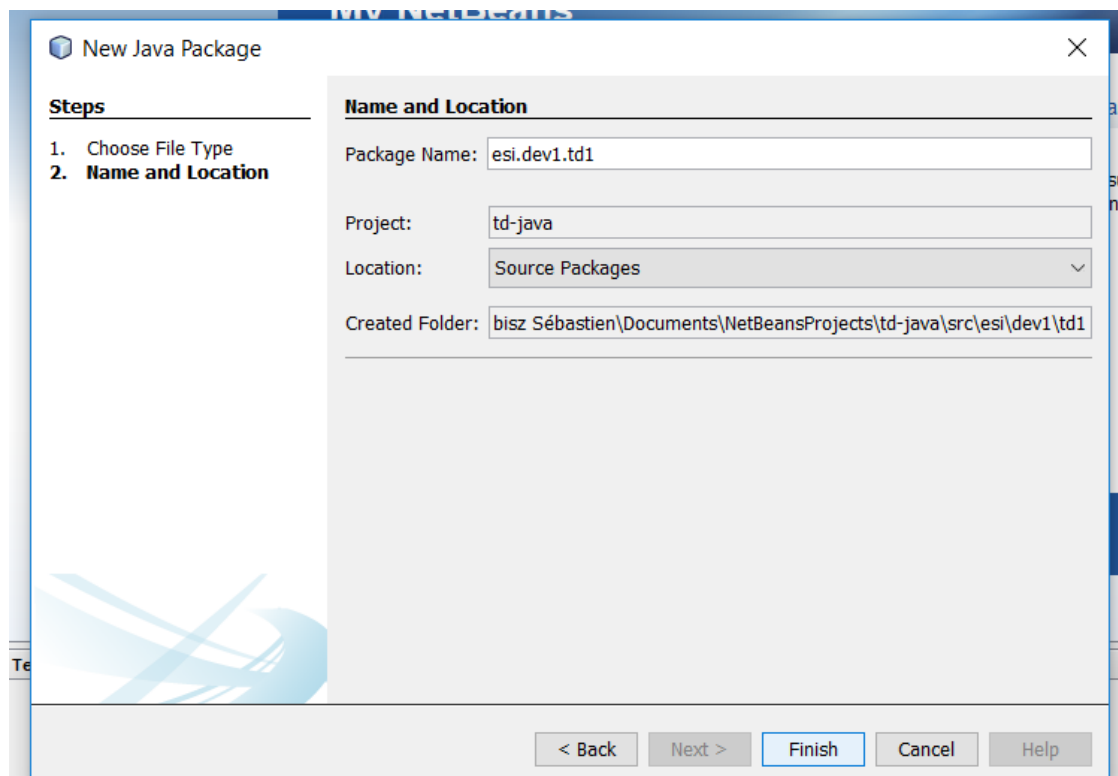 My NetBeans
New Java Package
Steps
1. Choose File Type
2. Name and Location
Name and Location
Package Name: esi.dev1.td1
Project: td-java
Location: Source Packages
Created Folder: bisz Sébastien\Documents\NetBeansProjects\td-java\src\esi\dev1\td1
< Back Next > Finish Cancel Help